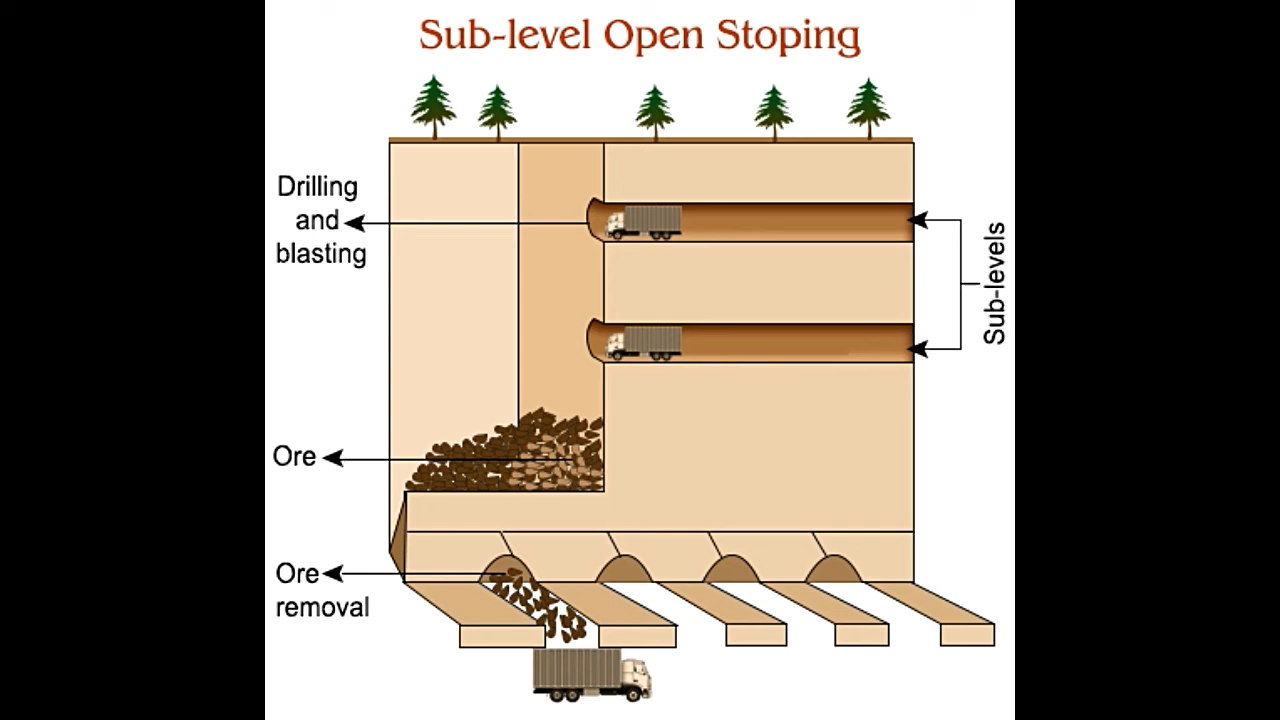 Sub-level Open Stoping
Drilling
and
blasting
Sub-levels
Ore
Ore
removal